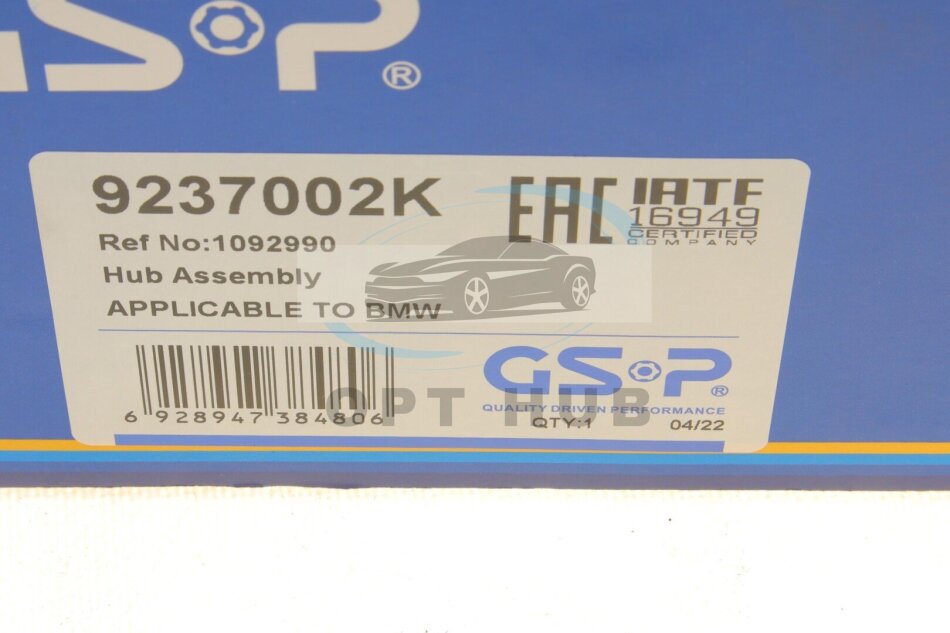 GSP®
9237002K
EAC
IATF
16949
CERTIFIED
COMPANY
Ref No:1092990
Hub Assembly
APPLICABLE TO BMW
GSP®
QUALITY DRIVEN PERFORMANCE
6 928947 384806
OPT HUB
QTY:1 04/22